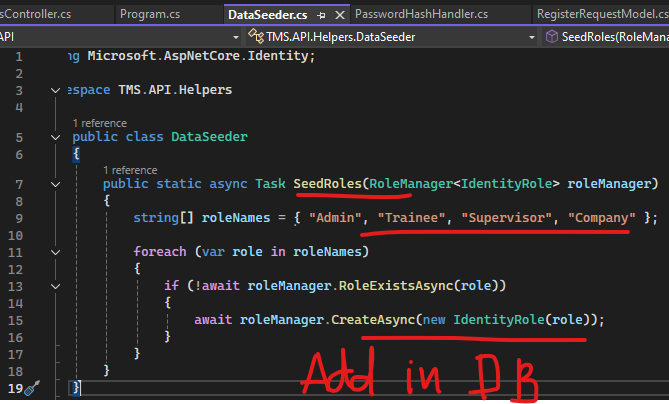 sController.cs Program.cs DataSeeder.cs PasswordHashHandler.cs RegisterRequestModel.cs
API TMS.API.Helpers.DataSeeder SeedRoles(RoleManag
1 ng Microsoft.AspNetCore.Identity;
2
3 espace TMS.API.Helpers
4
1 reference
5 public class DataSeeder
6 {
1 reference
7 public static async Task SeedRoles(RoleManager<IdentityRole> roleManager)
8 {
9 string[] roleNames = { "Admin", "Trainee", "Supervisor", "Company" };
10
11 foreach (var role in roleNames)
12 {
13 if (!await roleManager.RoleExistsAsync(role))
14 {
15 await roleManager.CreateAsync(new IdentityRole(role));
16 }
17 }
18 }
19 }
Add in DB